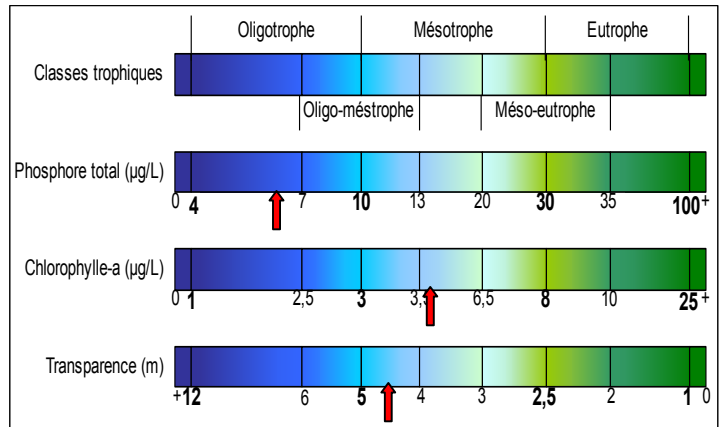 Oligotrophe Mésotrophe Eutrophe
Classes trophiques
Oligo-méstrophe Méso-eutrophe
Phosphore total (µg/L)
0 4 7 10 13 20 30 35 100+
Chlorophylle-a (µg/L)
0 1 2,5 3 3,5 6,5 8 10 25+
Transparence (m)
+12 6 5 4 3 2,5 2 1 0